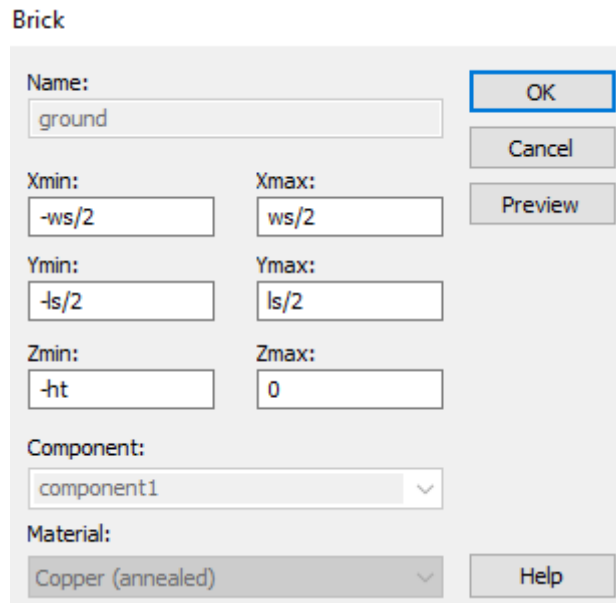 Brick
Name:
OK
ground
Cancel
Xmin:
Xmax:
Preview
-ws/2
ws/2
Ymin:
Ymax:
-ls/2
ls/2
Zmin:
Zmax:
-ht
0
Component:
component1
Material:
Copper (annealed)
Help